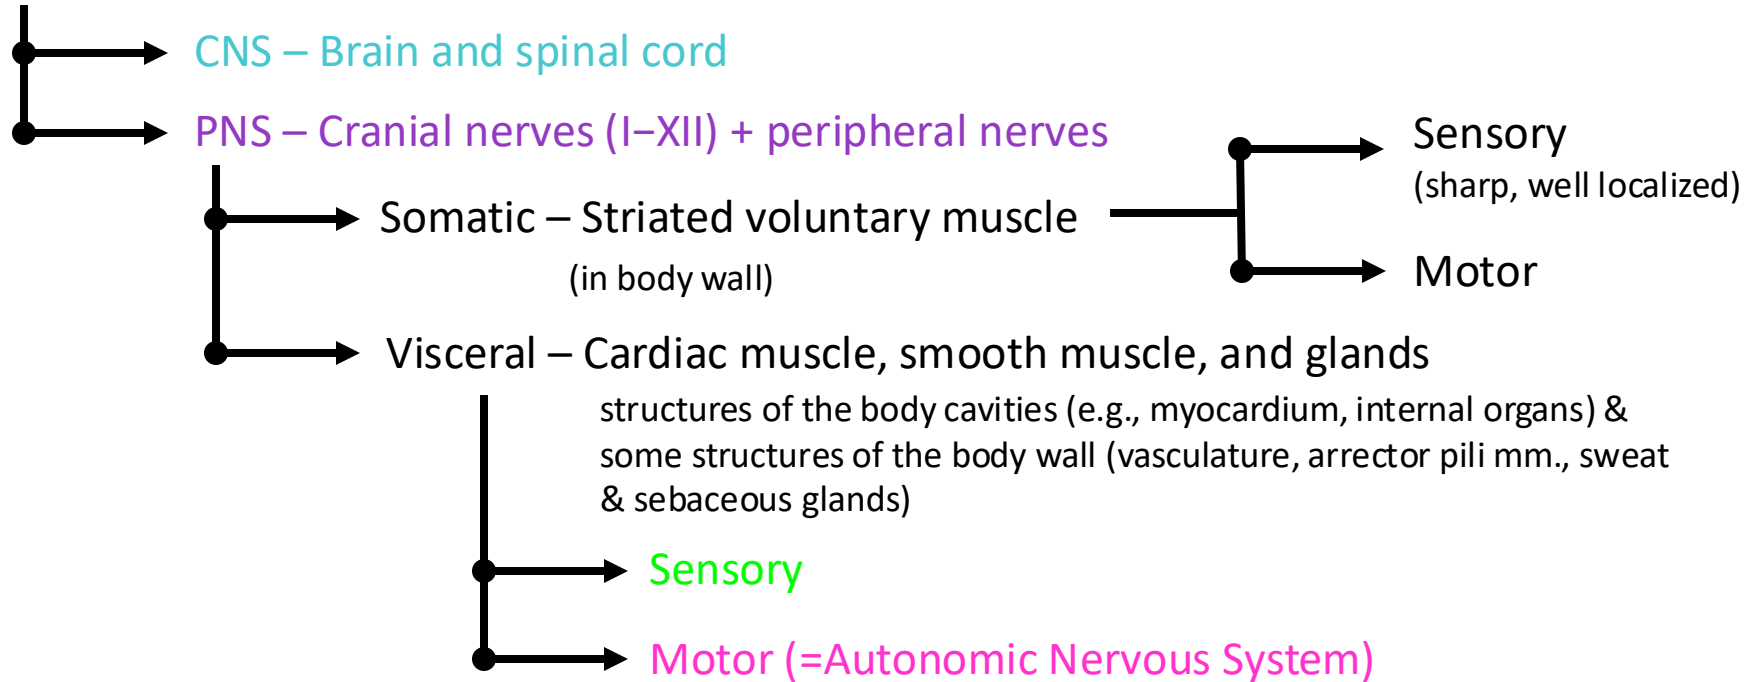 CNS – Brain and spinal cord
PNS – Cranial nerves (I–XII) + peripheral nerves
Sensory
(sharp, well localized)
Somatic – Striated voluntary muscle
(in body wall)
Motor
Visceral – Cardiac muscle, smooth muscle, and glands
structures of the body cavities (e.g., myocardium, internal organs) &
some structures of the body wall (vasculature, arrector pili mm., sweat
& sebaceous glands)
Sensory
Motor (=Autonomic Nervous System)